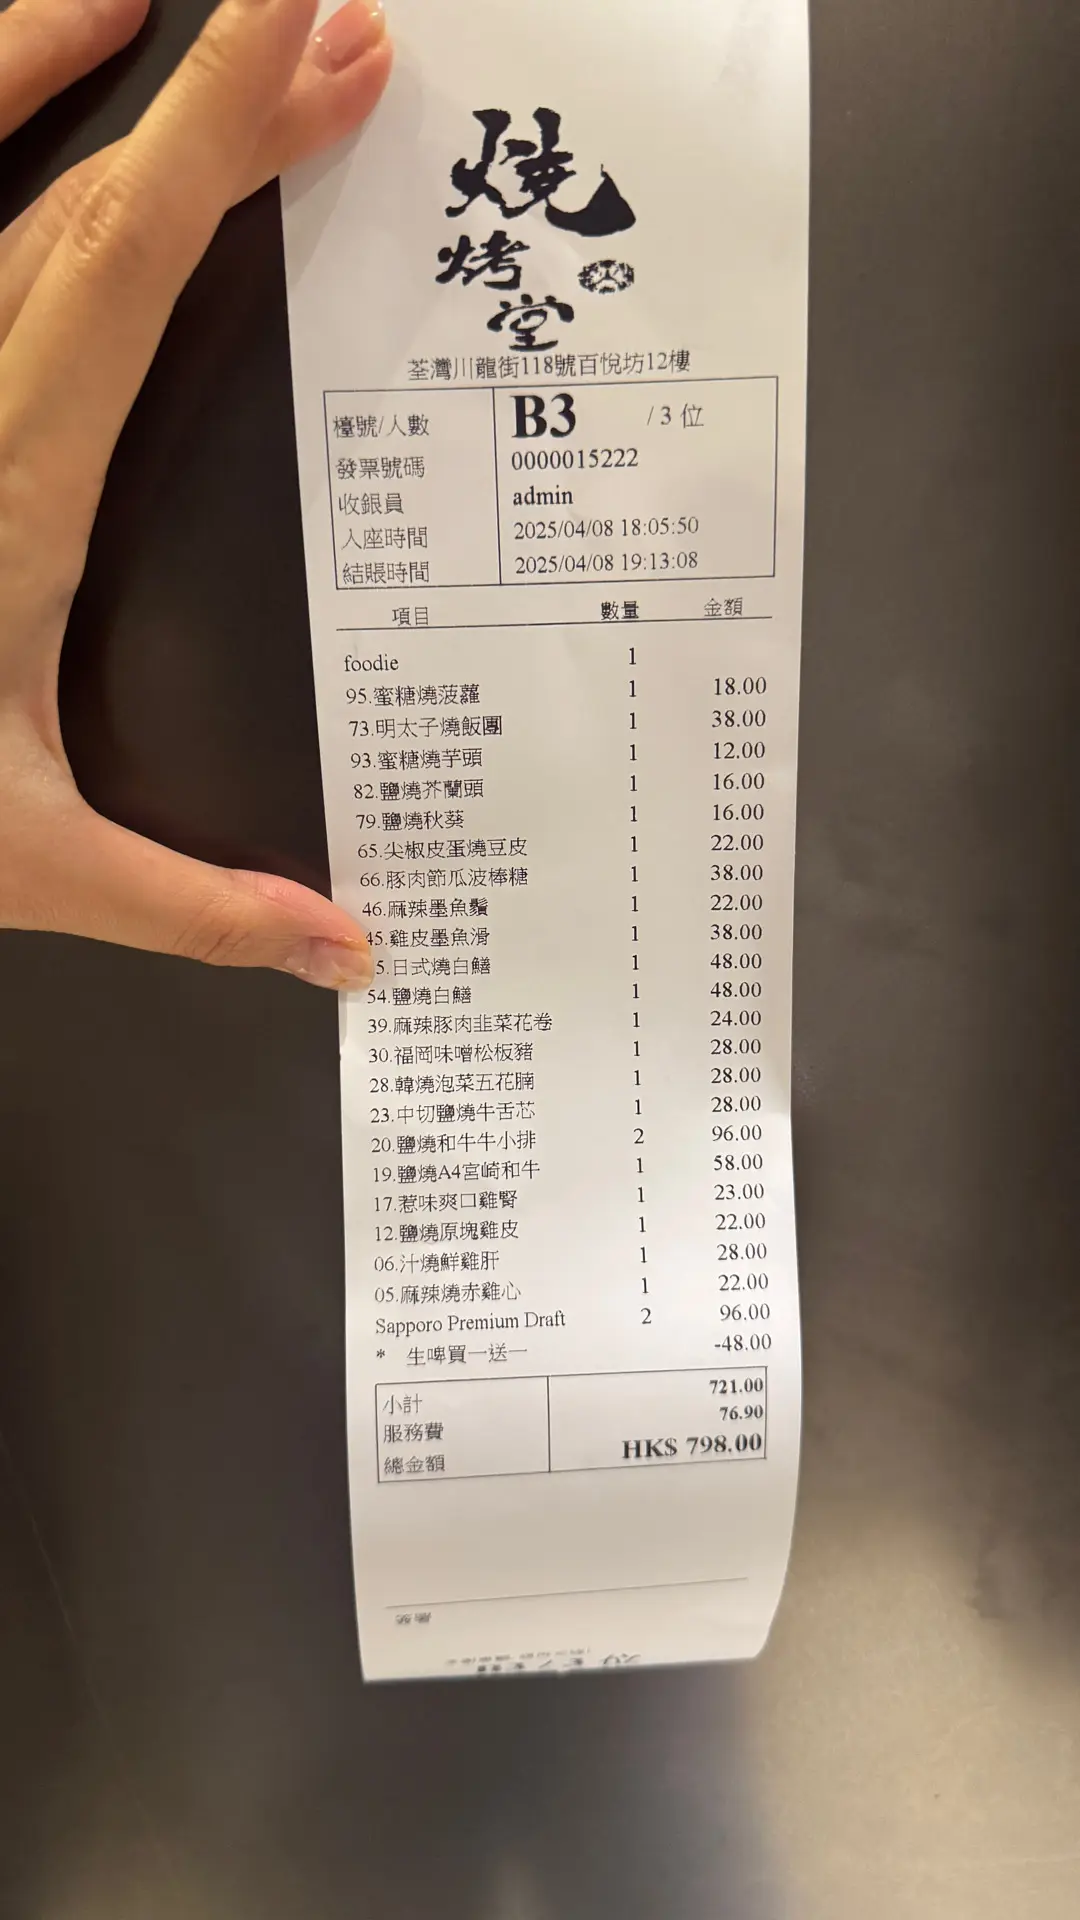 燒
烤
堂
荃灣川龍街118號百悅坊12樓
檯號/人數 B3 / 3 位
發票號碼 0000015222
收銀員 admin
入座時間 2025/04/08 18:05:50
結賬時間 2025/04/08 19:13:08
項目 數量 金額
foodie 1
95.蜜糖燒菠蘿 1 18.00
73.明太子燒飯團 1 38.00
93.蜜糖燒芋頭 1 12.00
82.鹽燒芥蘭頭 1 16.00
79.鹽燒秋葵 1 16.00
65.尖椒皮蛋燒豆皮 1 22.00
66.豚肉節瓜波棒糖 1 38.00
46.麻辣墨魚鬚 1 22.00
45.雞皮墨魚滑 1 38.00
5.日式燒白鱔 1 48.00
54.鹽燒白鱔 1 48.00
39.麻辣豚肉韭菜花卷 1 24.00
30.福岡味噌松板豬 1 28.00
28.韓燒泡菜五花腩 1 28.00
23.中切鹽燒牛舌芯 1 28.00
20.鹽燒和牛牛小排 2 96.00
19.鹽燒A4宮崎和牛 1 58.00
17.惹味爽口雞腎 1 23.00
12.鹽燒原塊雞皮 1 22.00
06.汁燒鮮雞肝 1 28.00
05.麻辣燒赤雞心 1 22.00
Sapporo Premium Draft 2 96.00
* 生啤買一送一 -48.00
小計 721.00
服務費 76.90
總金額 HK$ 798.00